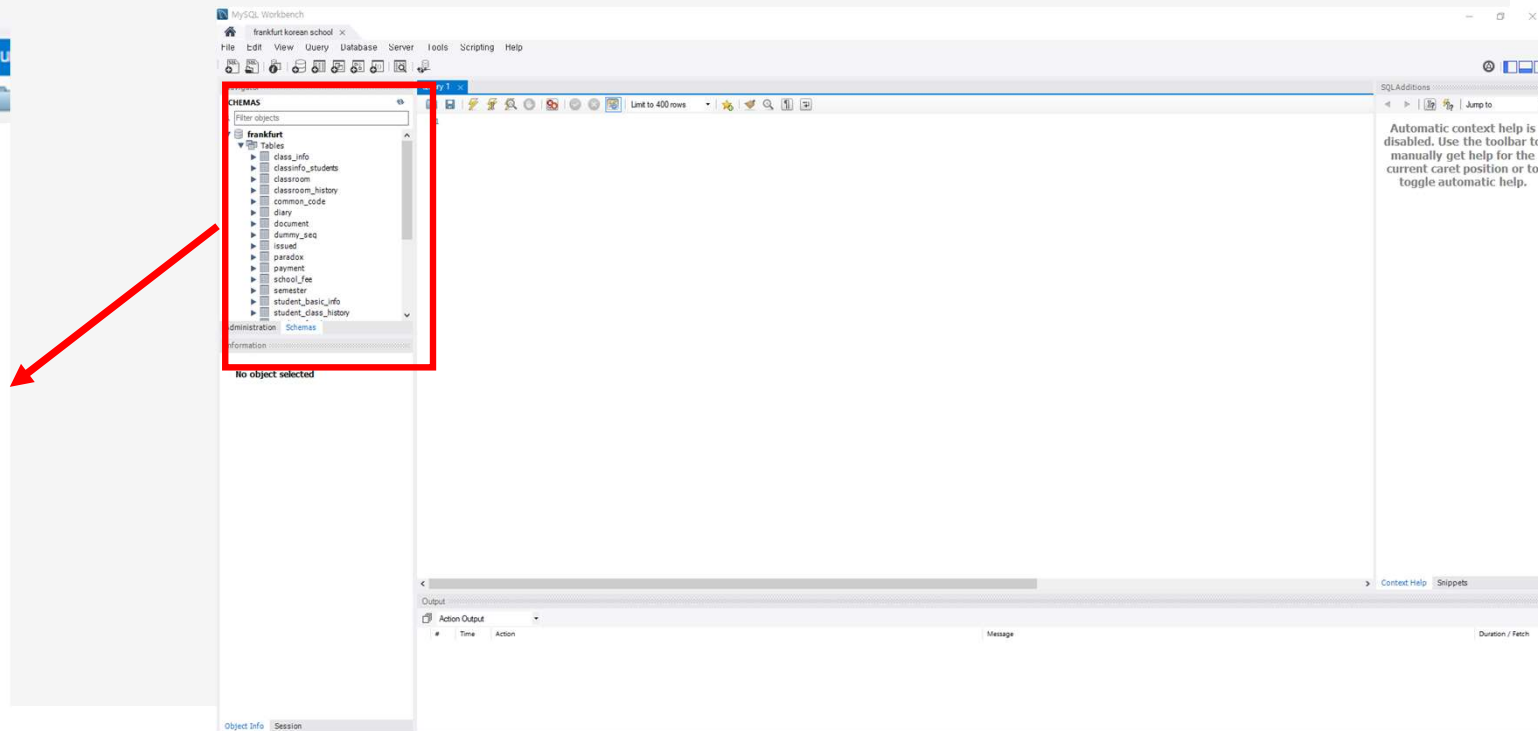 MySQL Workbench
frankfurt korean school
File Edit View Query Database Server Tools Scripting Help
SCHEMAS
Filter objects
frankfurt
Tables
class_info
classinfo_students
classroom
classroom_history
common_code
diary
document
dummy_seq
issued
paradox
payment
school_fee
semester
student_basic_info
student_class_history
Administration Schemas
Information
No object selected
Object Info Session
1
Limit to 400 rows
Output
Action Output
# Time Action Message Duration / Fetch
SQLAdditions
Jump to
Automatic context help is
disabled. Use the toolbar to
manually get help for the
current caret position or to
toggle automatic help.
Context Help Snippets